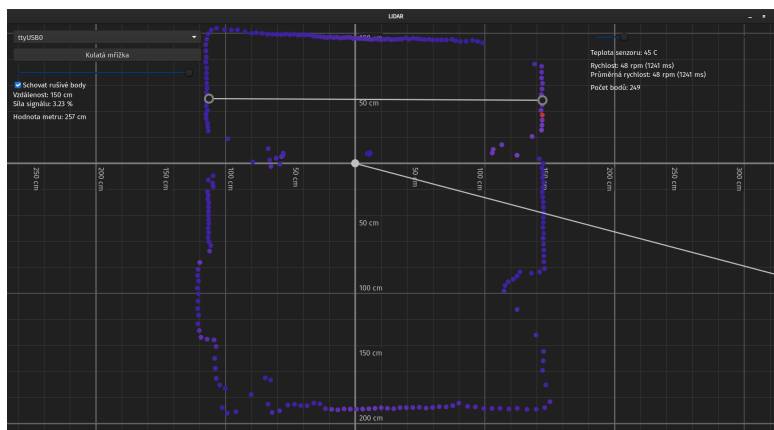 LIDAR
ttyUSB0
Kulatá mřížka
Schovat rušivé body
Vzdálenost: 150 cm
Síla signálu: 3.23 %
Hodnota metru: 257 cm
Teplota senzoru: 45 C
Rychlost: 48 rpm (1241 ms)
Průměrná rychlost: 48 rpm (1241 ms)
Počet bodů: 249
100 cm
50 cm
250 cm
200 cm
150 cm
100 cm
50 cm
50 cm
100 cm
150 cm
200 cm
250 cm
300 cm
50 cm
100 cm
150 cm
200 cm